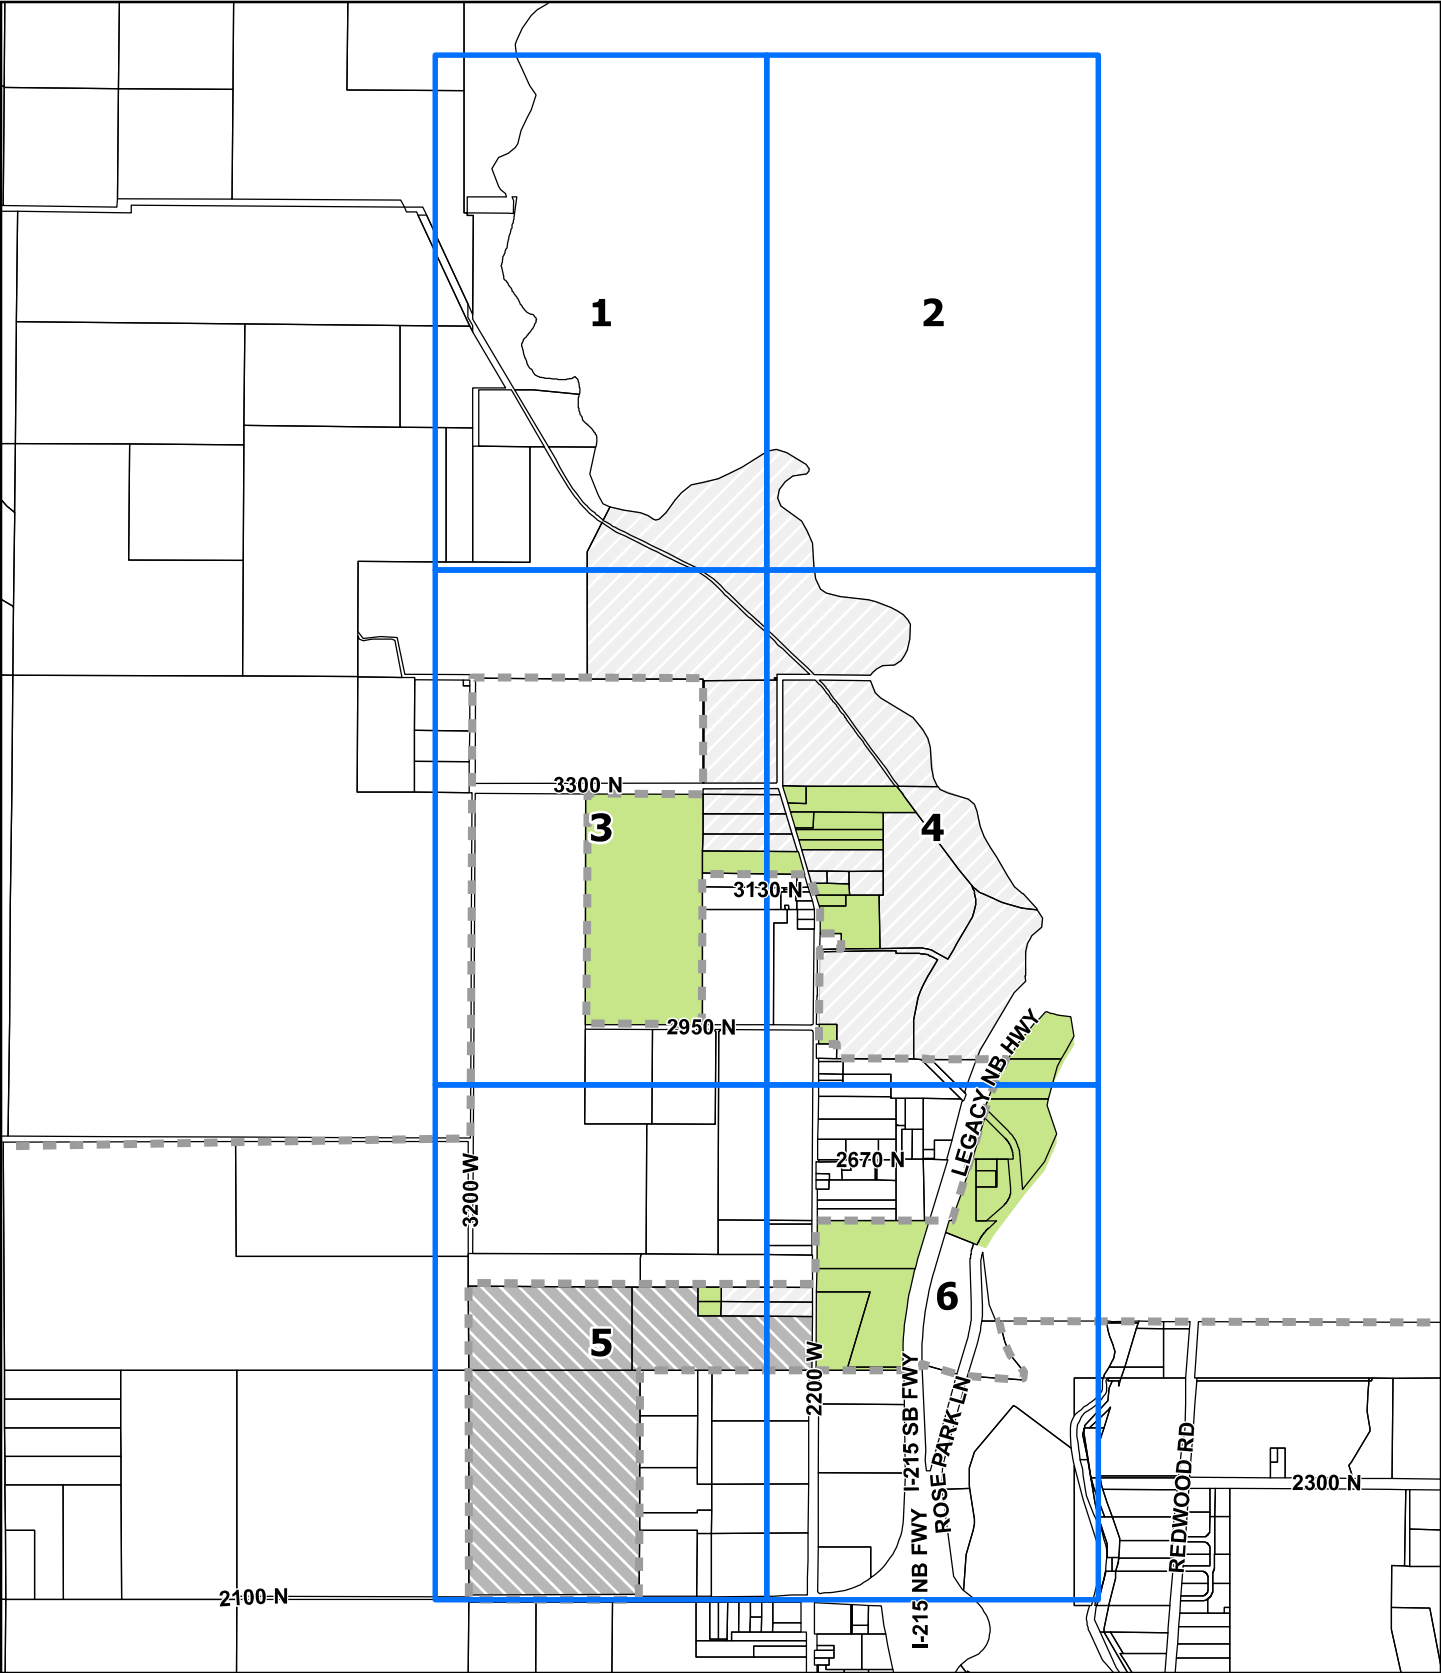 1
2
3300 N
3
4
3130 N
2950 N
LEGACY NB HWY
2670 N
3200 W
6
5
2200 W
I-215 SB FWY
ROSE PARK LN
REDWOOD RD
2300 N
I-215 NB FWY
2100 N